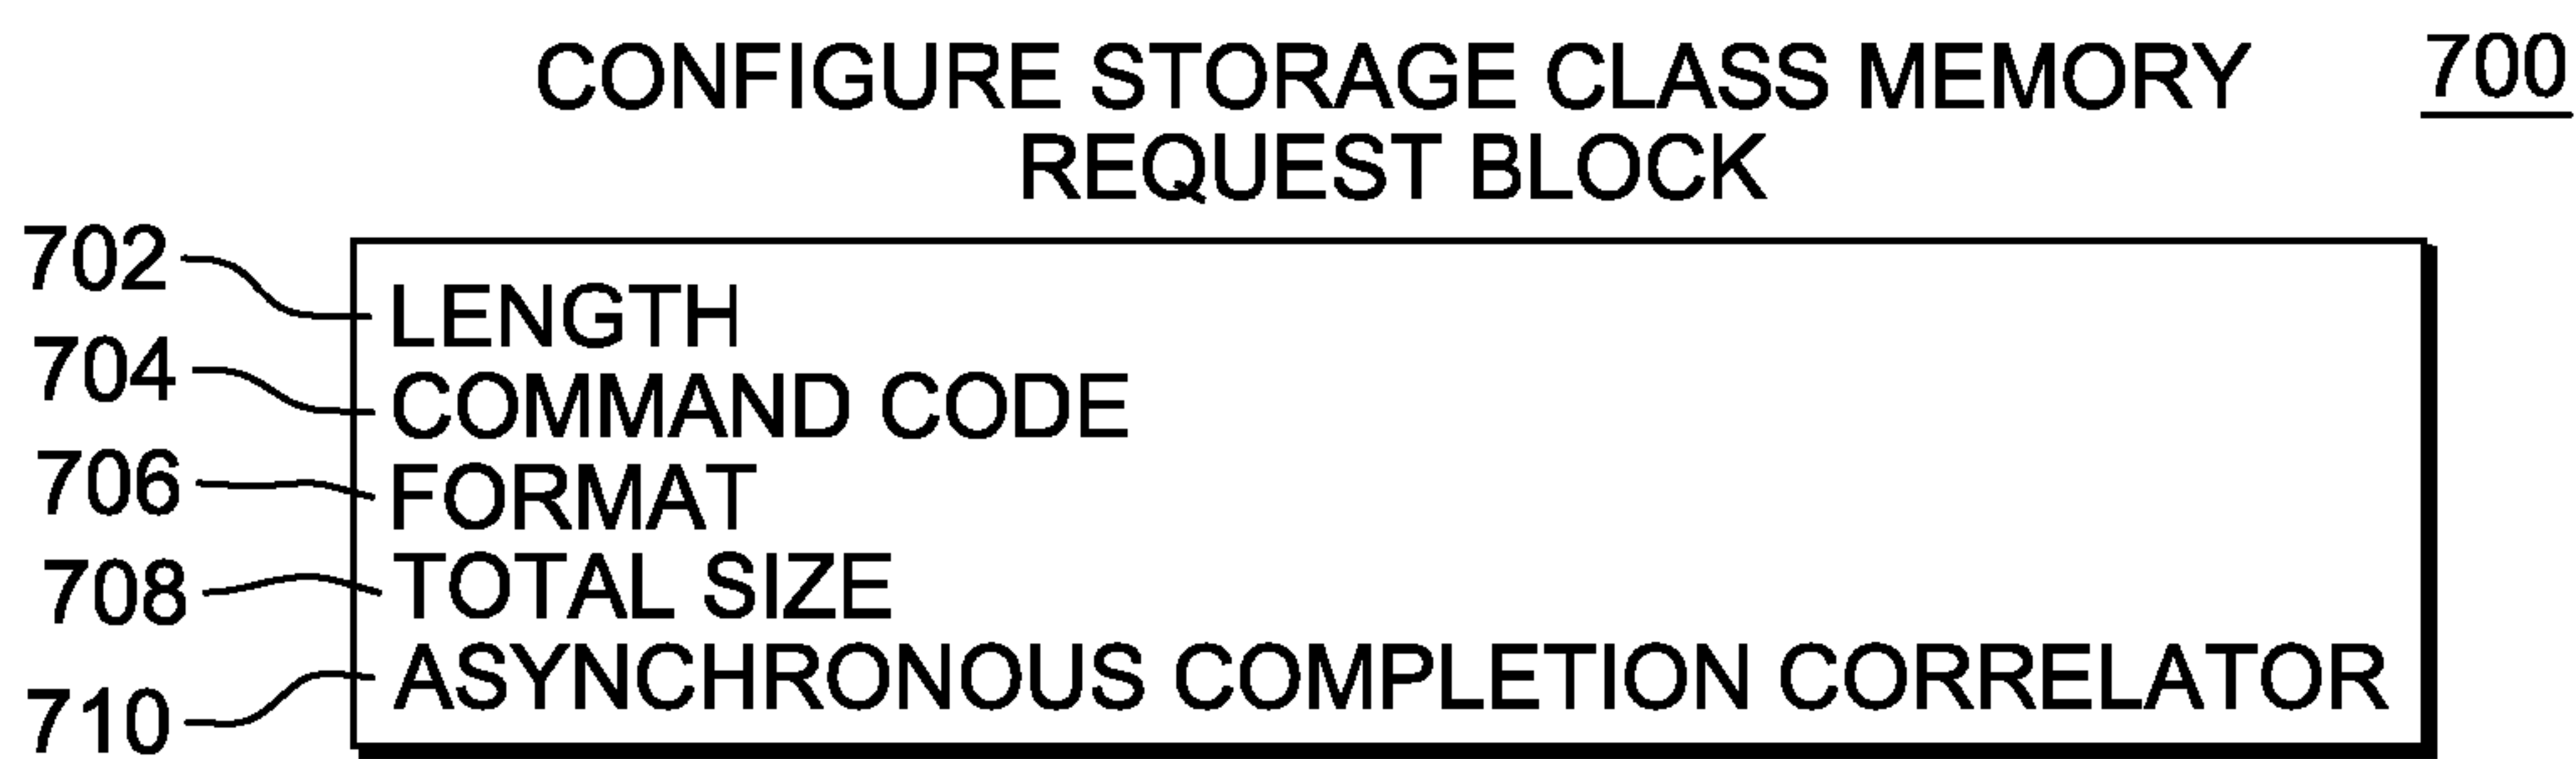 CONFIGURE STORAGE CLASS MEMORY 700
REQUEST BLOCK
702 LENGTH
704 COMMAND CODE
706 FORMAT
708 TOTAL SIZE
710 ASYNCHRONOUS COMPLETION CORRELATOR